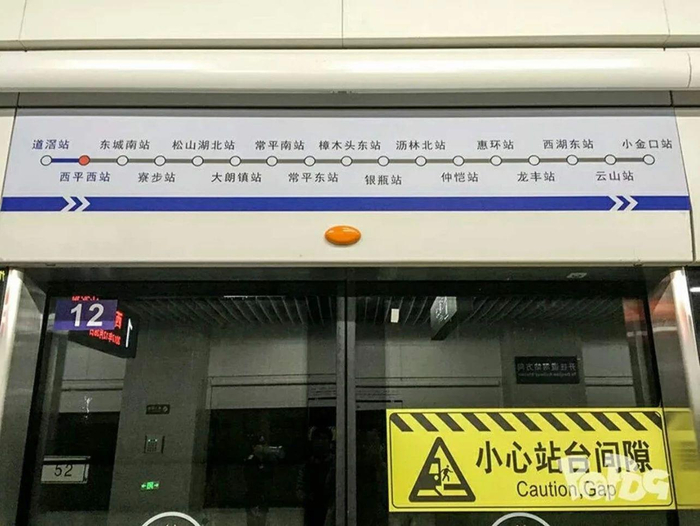 道滘站 东城南站 松山湖北站 常平南站 樟木头东站 沥林北站 惠环站 西湖东站 小金口站
西平西站 寮步站 大朗镇站 常平东站 银瓶站 仲恺站 龙丰站 云山站
12
西
52
小心站台间隙
Caution,Gap